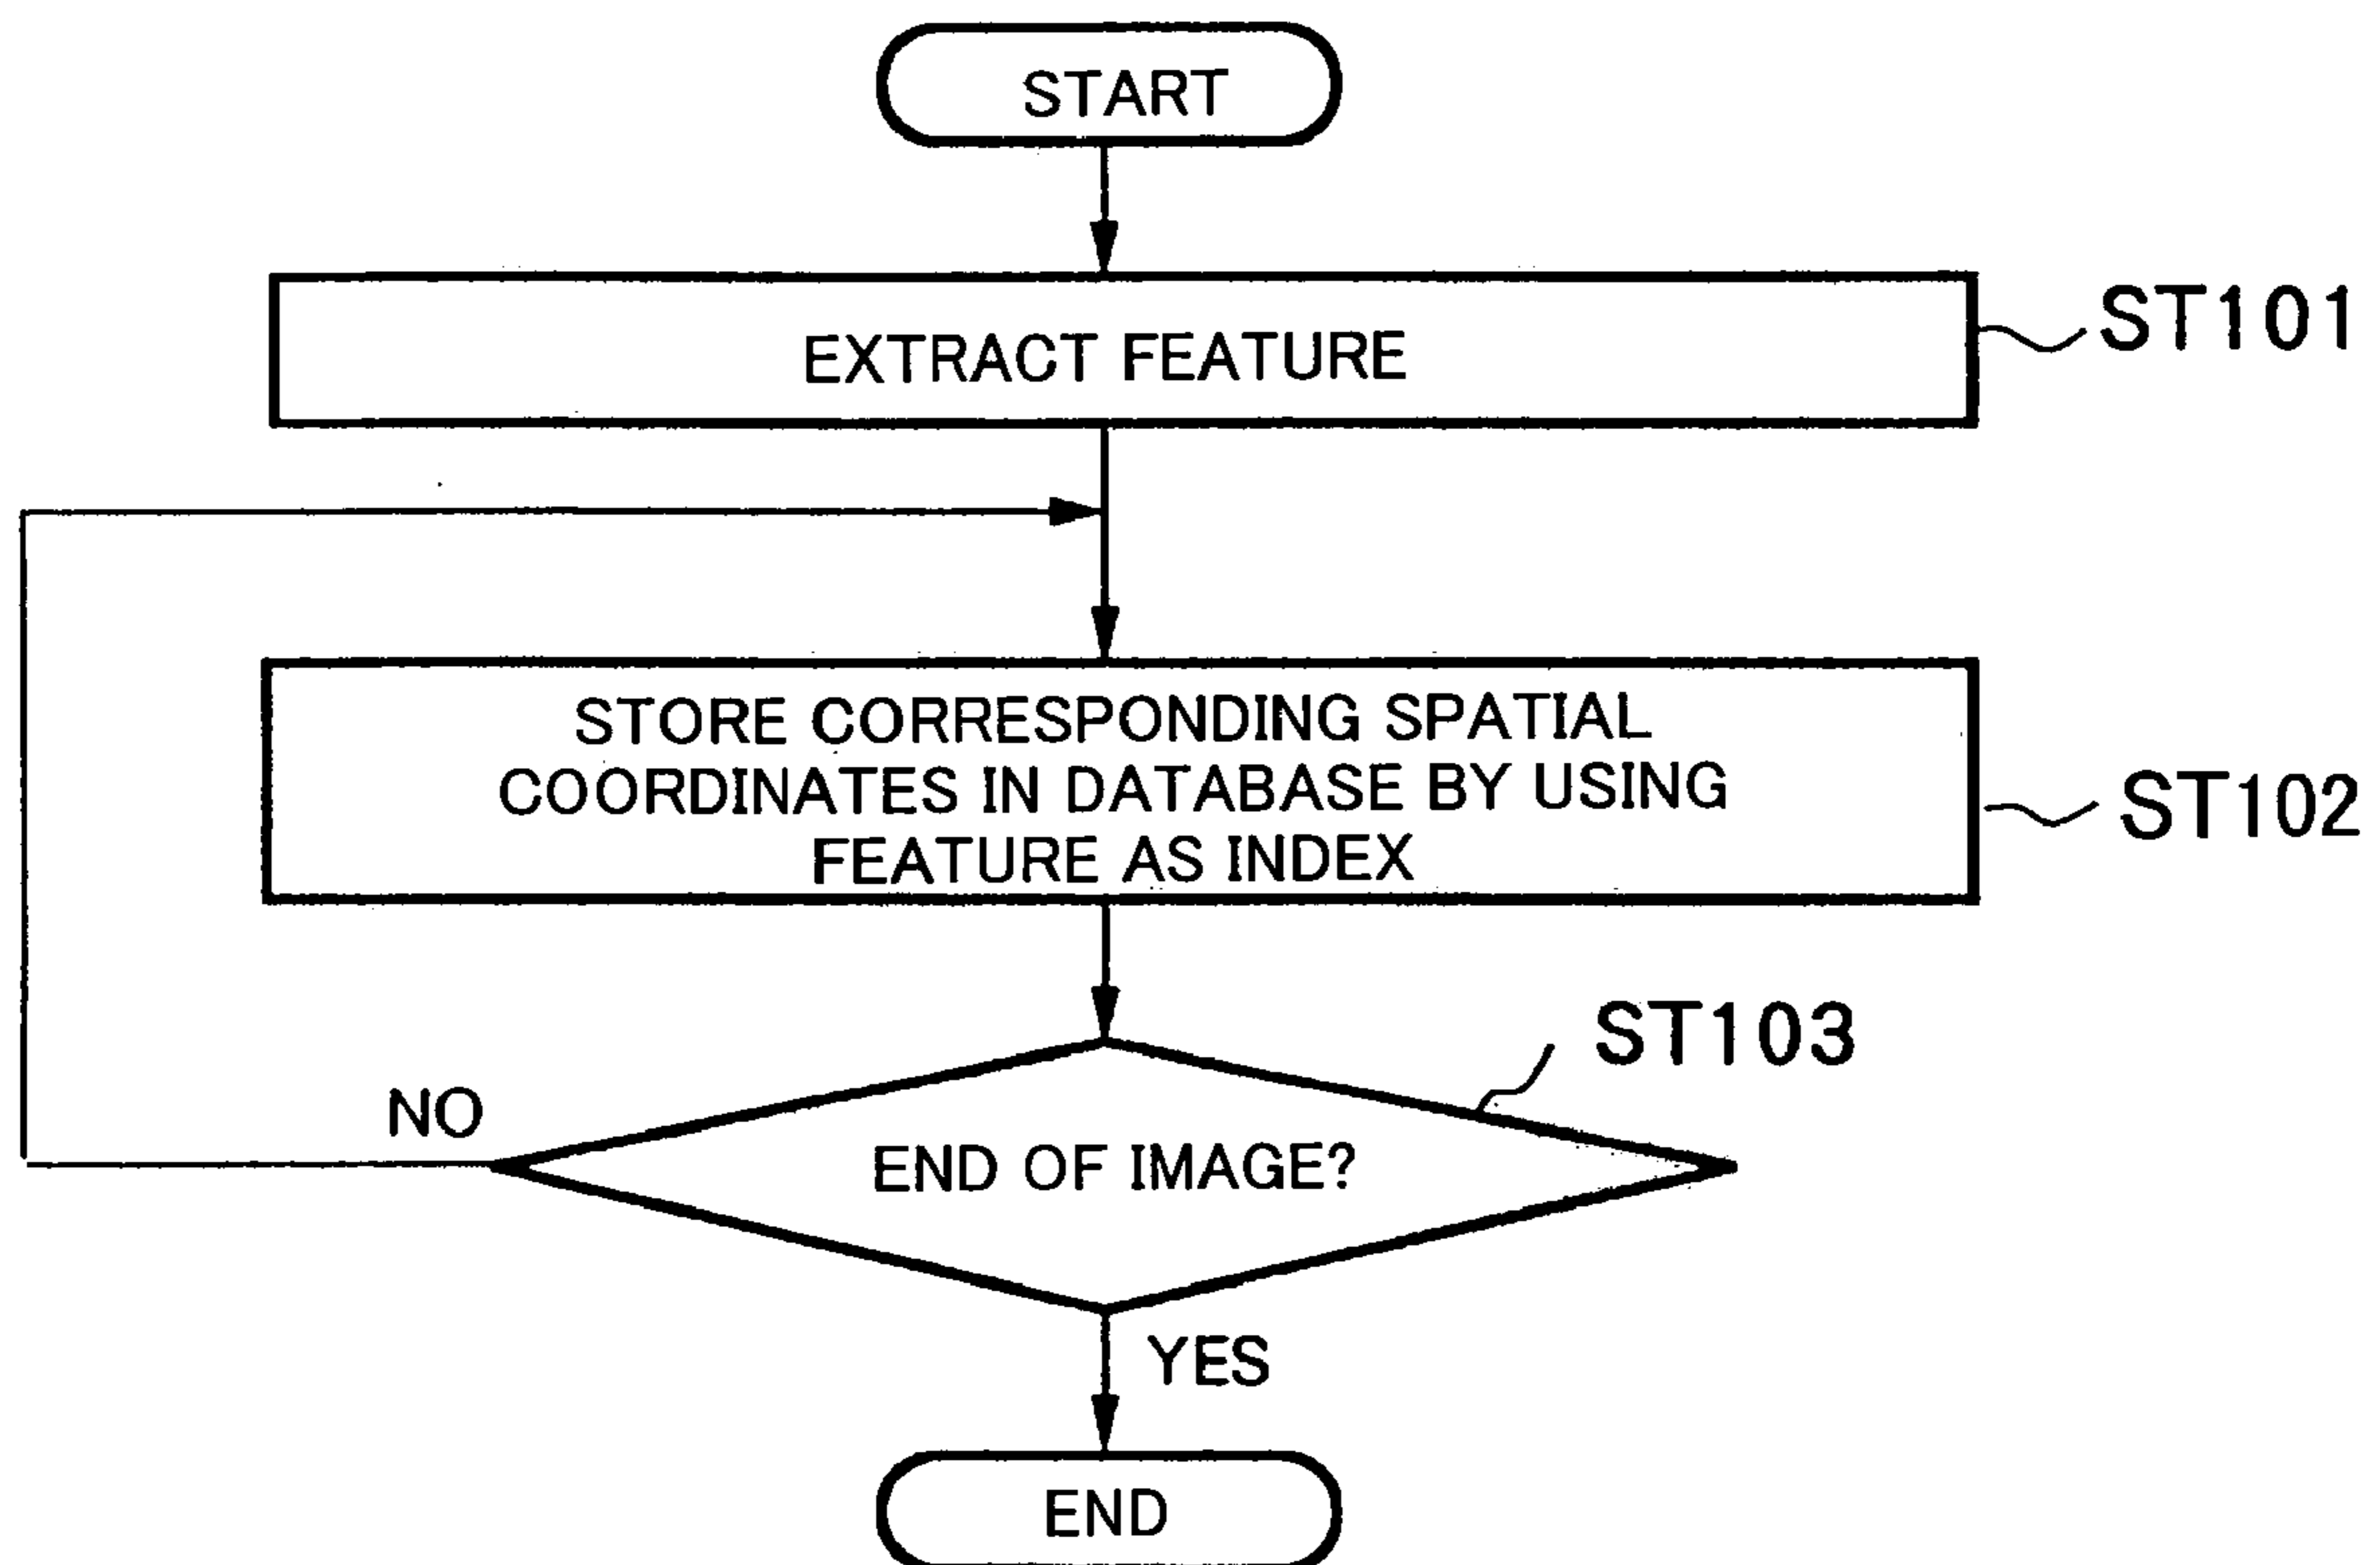 START
EXTRACT FEATURE
ST101
STORE CORRESPONDING SPATIAL
COORDINATES IN DATABASE BY USING
FEATURE AS INDEX
ST102
ST103
NO
END OF IMAGE?
YES
END